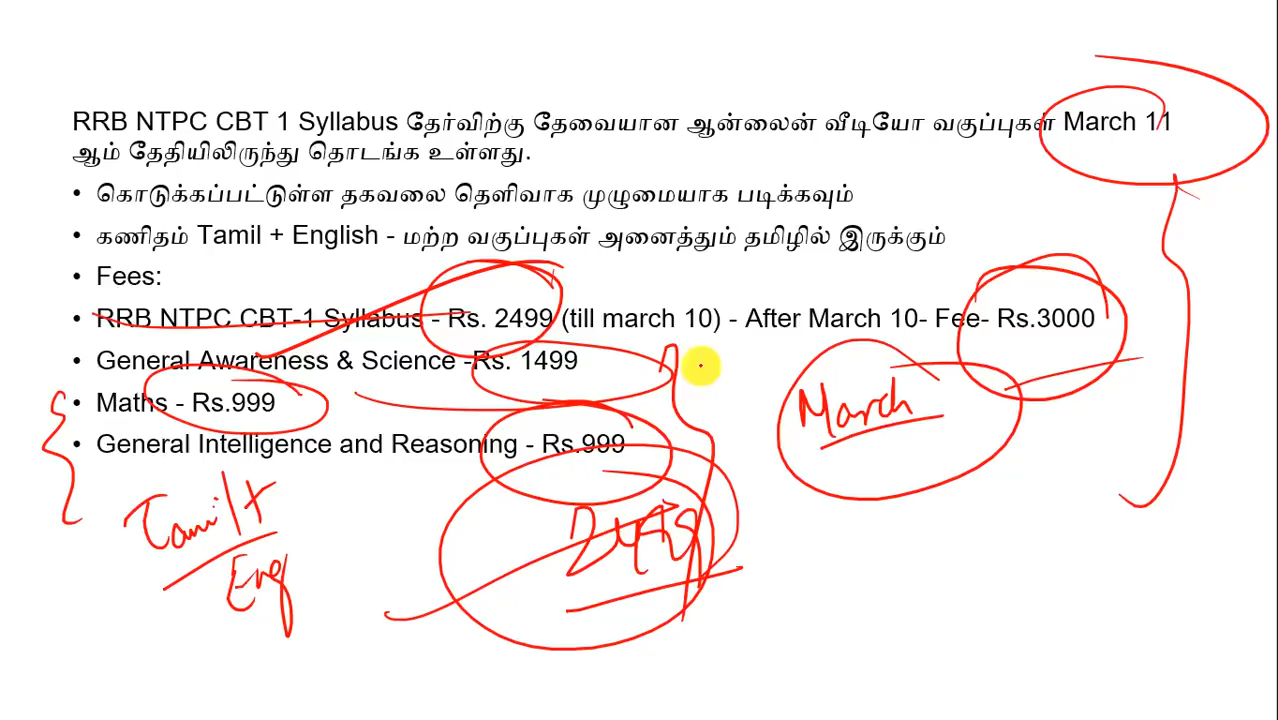 RRB NTPC CBT 1 Syllabus தேர்விற்கு தேவையான ஆன்லைன் வீடியோ வகுப்புகள் March 11
ஆம் தேதியிலிருந்து தொடங்க உள்ளது.
• கொடுக்கப்பட்டுள்ள தகவலை தெளிவாக முழுமையாக படிக்கவும்
• கணிதம் Tamil + English - மற்ற வகுப்புகள் அனைத்தும் தமிழில் இருக்கும்
• Fees:
• RRB NTPC CBT-1 Syllabus - Rs. 2499 (till march 10) - After March 10- Fee- Rs.3000
• General Awareness & Science -Rs. 1499
• Maths - Rs.999
March
• General Intelligence and Reasoning - Rs.999
Tamil +
Eng
2499